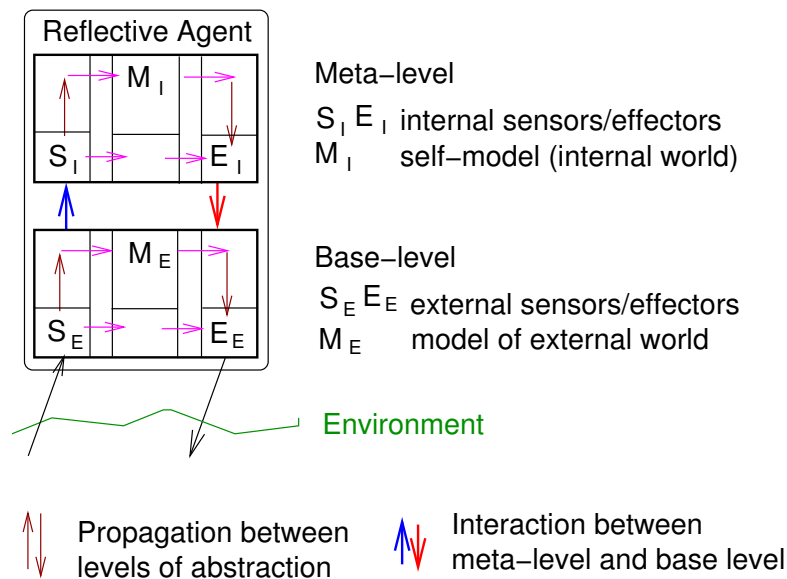 Reflective Agent
M I
S I
E I
M E
S E
E E
Meta−level
S I E I internal sensors/effectors
M I self−model (internal world)
Base−level
S E E E external sensors/effectors
M E model of external world
Environment
Propagation between
levels of abstraction
Interaction between
meta−level and base level